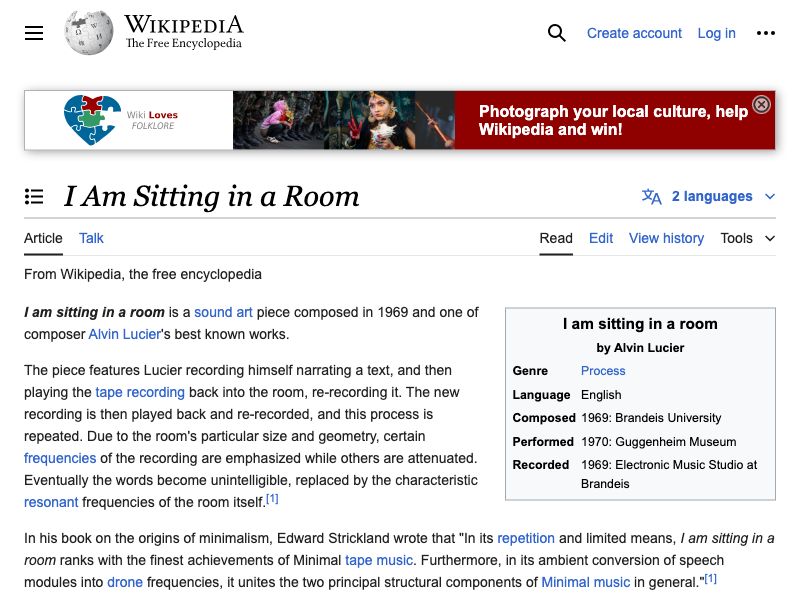 WIKIPEDIA
The Free Encyclopedia
Create account
Log in
Wiki Loves
FOLKLORE
Photograph your local culture, help
Wikipedia and win!
I Am Sitting in a Room
2 languages
Article
Talk
Read
Edit
View history
Tools
From Wikipedia, the free encyclopedia
I am sitting in a room is a sound art piece composed in 1969 and one of
composer Alvin Lucier's best known works.
The piece features Lucier recording himself narrating a text, and then
playing the tape recording back into the room, re-recording it. The new
recording is then played back and re-recorded, and this process is
repeated. Due to the room's particular size and geometry, certain
frequencies of the recording are emphasized while others are attenuated.
Eventually the words become unintelligible, replaced by the characteristic
resonant frequencies of the room itself.[1]
I am sitting in a room
by Alvin Lucier
Genre Process
Language English
Composed 1969: Brandeis University
Performed 1970: Guggenheim Museum
Recorded 1969: Electronic Music Studio at
Brandeis
In his book on the origins of minimalism, Edward Strickland wrote that "In its repetition and limited means, I am sitting in a
room ranks with the finest achievements of Minimal tape music. Furthermore, in its ambient conversion of speech
modules into drone frequencies, it unites the two principal structural components of Minimal music in general."[1]